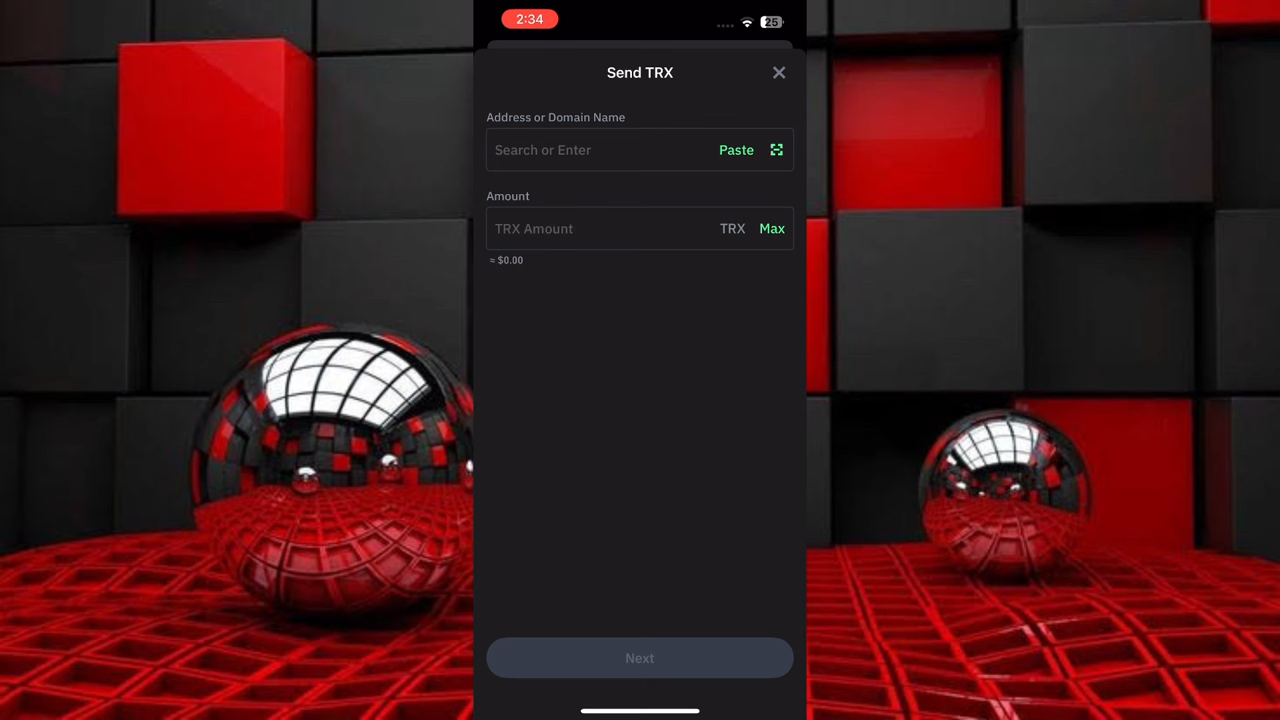 2:34
25
Send TRX
Address or Domain Name
Search or Enter Paste
Amount
TRX Amount TRX Max
≈ $0.00
Next